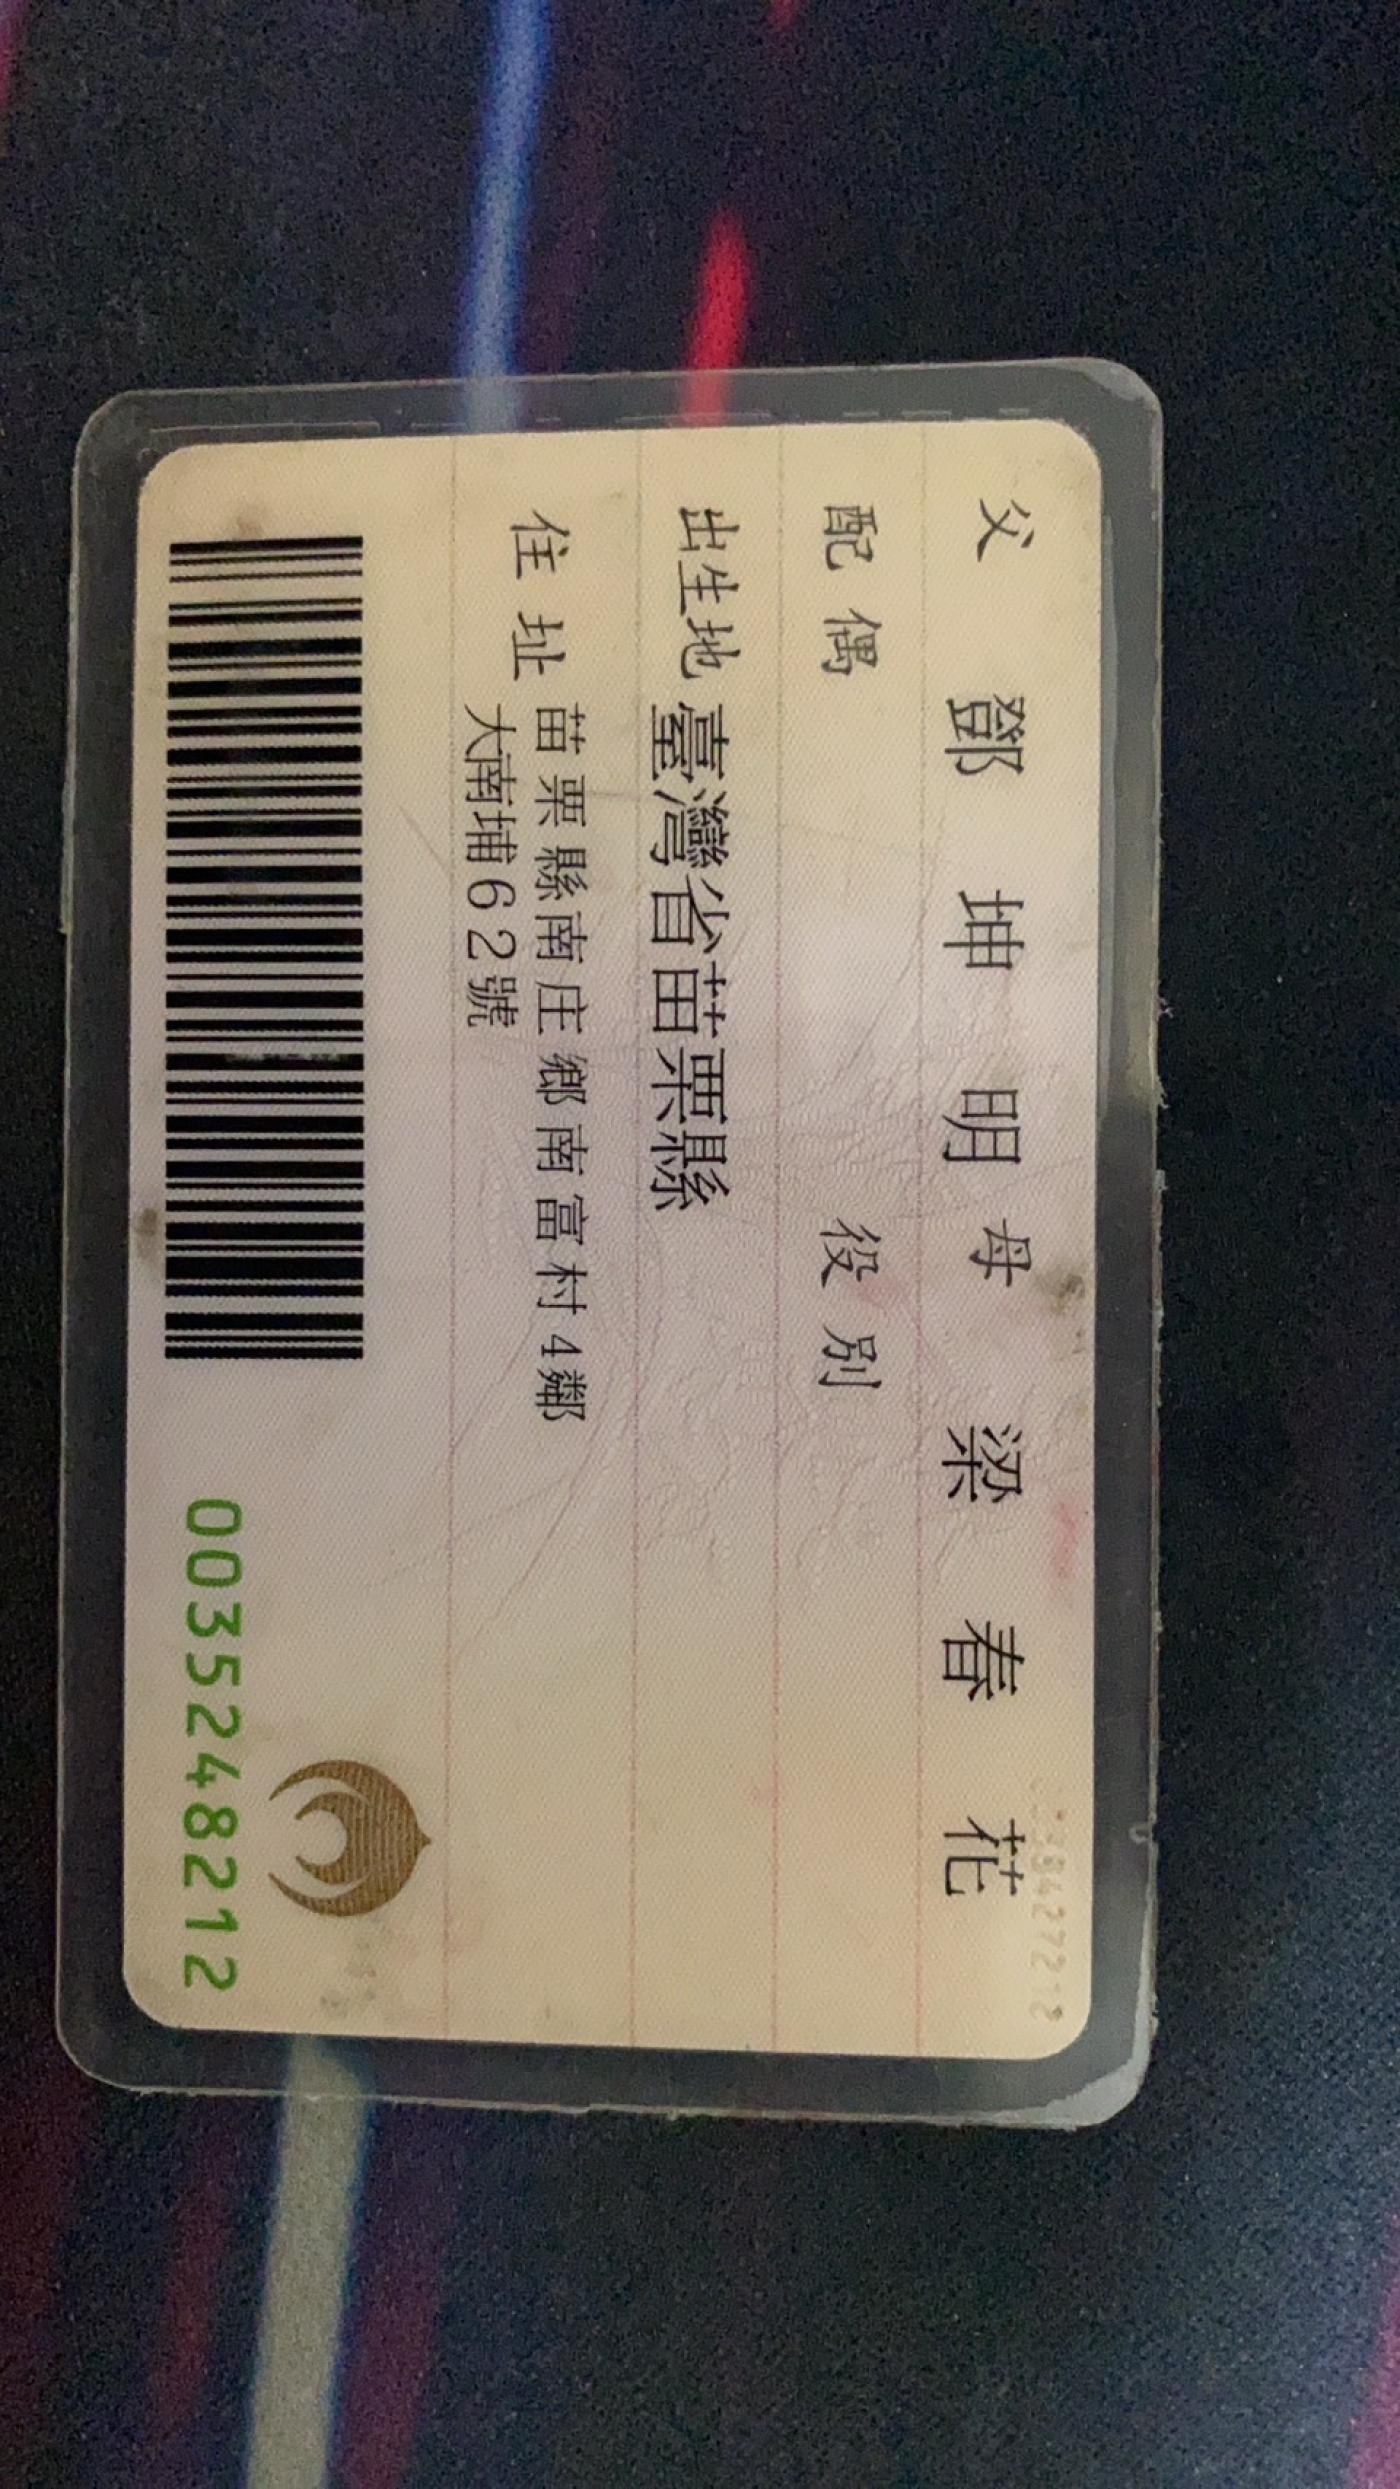 父 鄧坤明 母 梁春花
配偶 役別
出生地 臺灣省苗栗縣
住址 苗栗縣南庄鄉南富村4鄰
大南埔62號
0035248212